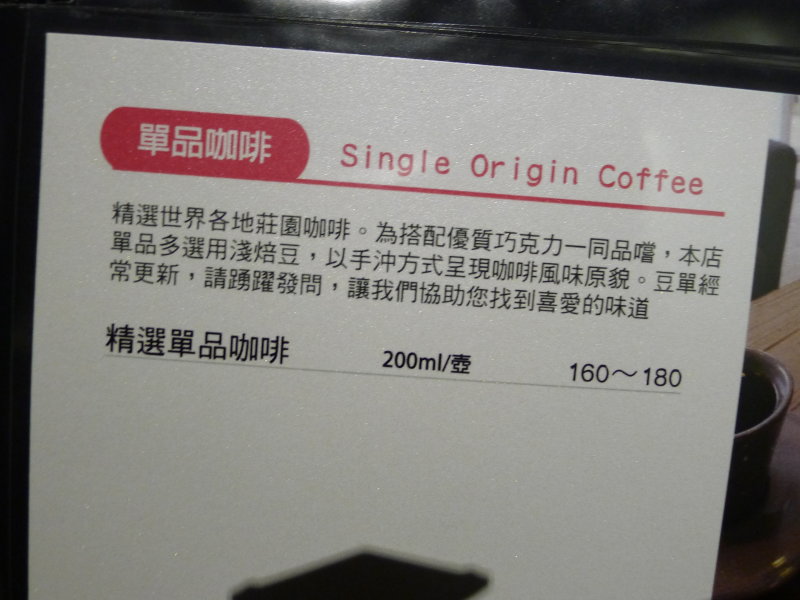 單品咖啡 Single Origin Coffee
精選世界各地莊園咖啡。為搭配優質巧克力一同品嚐，本店
單品多選用淺焙豆，以手沖方式呈現咖啡風味原貌。豆單經
常更新，請踴躍發問，讓我們協助您找到喜愛的味道
精選單品咖啡 200ml/壺 160～180